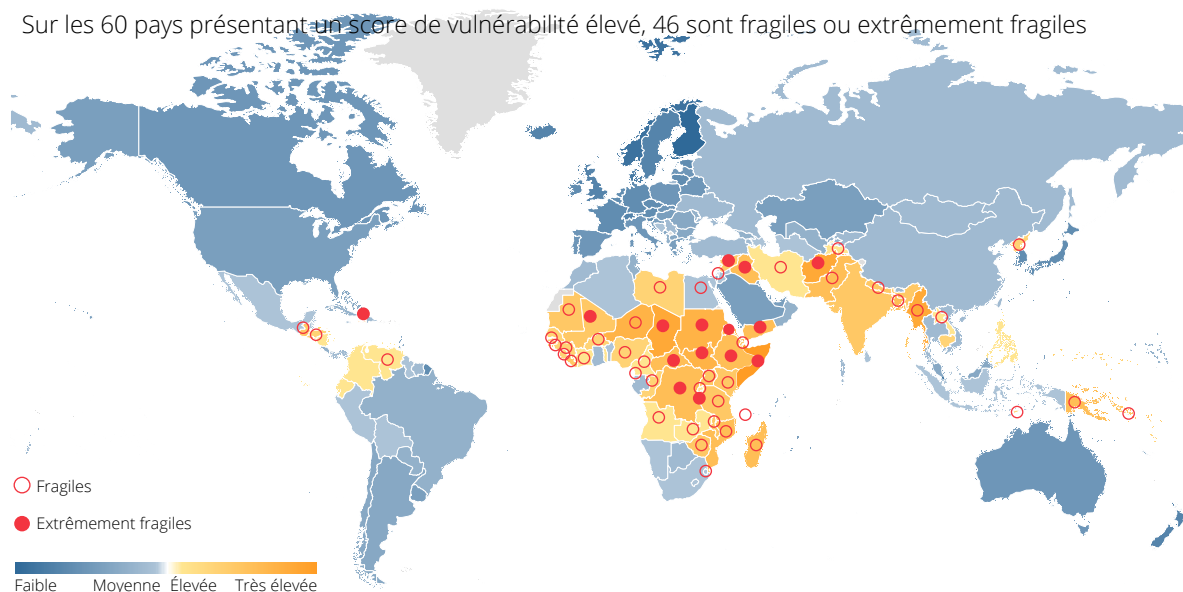 Sur les 60 pays présentant un score de vulnérabilité élevé, 46 sont fragiles ou extrêmement fragiles
Fragiles
Extrêmement fragiles
Faible Moyenne Élevée Très élevée